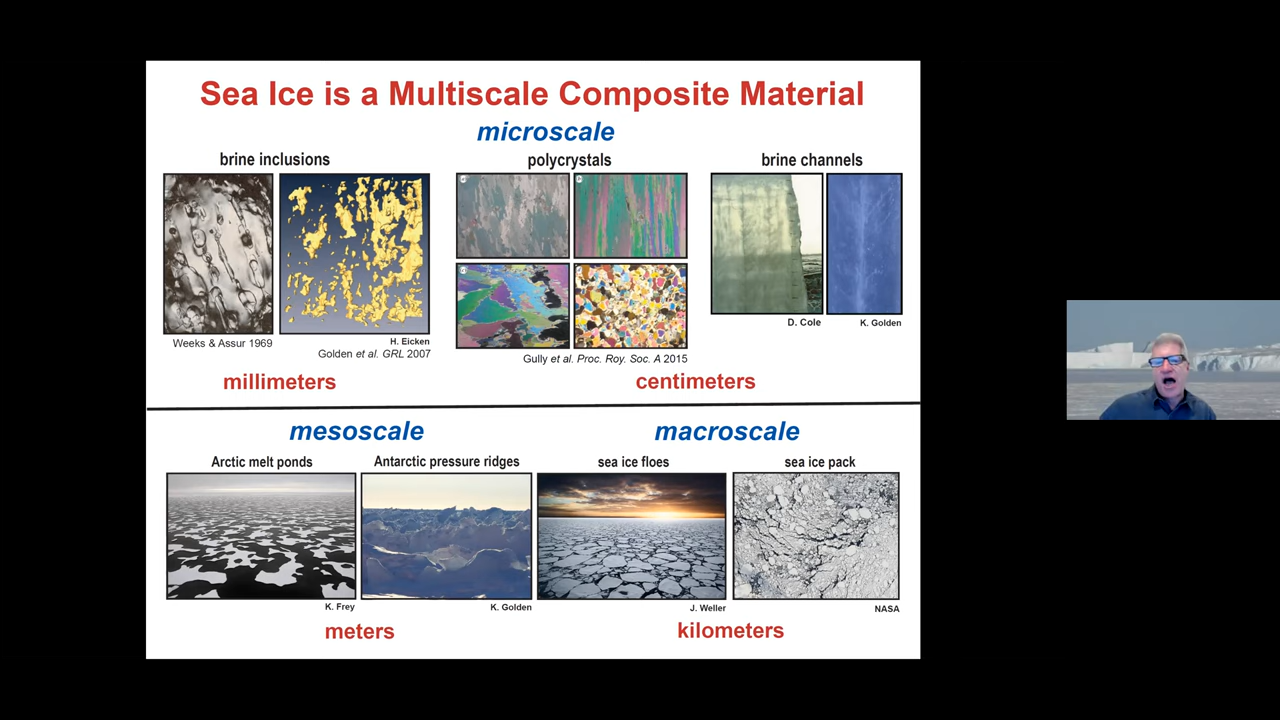 Sea Ice is a Multiscale Composite Material
microscale
brine inclusions
polycrystals
brine channels
Weeks & Assur 1969
H. Eicken
Golden et al. GRL 2007
Gully et al. Proc. Roy. Soc. A 2015
D. Cole
K. Golden
millimeters
centimeters
mesoscale
macroscale
Arctic melt ponds
Antarctic pressure ridges
sea ice floes
sea ice pack
K. Frey
K. Golden
J. Weller
NASA
meters
kilometers